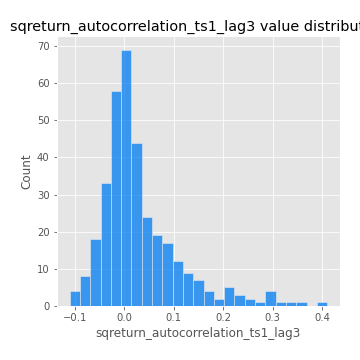 sqreturn_autocorrelation_ts1_lag3 value distribut
70
60
50
40
30
20
10
0
Count
−0.1 0.0 0.1 0.2 0.3 0.4
sqreturn_autocorrelation_ts1_lag3